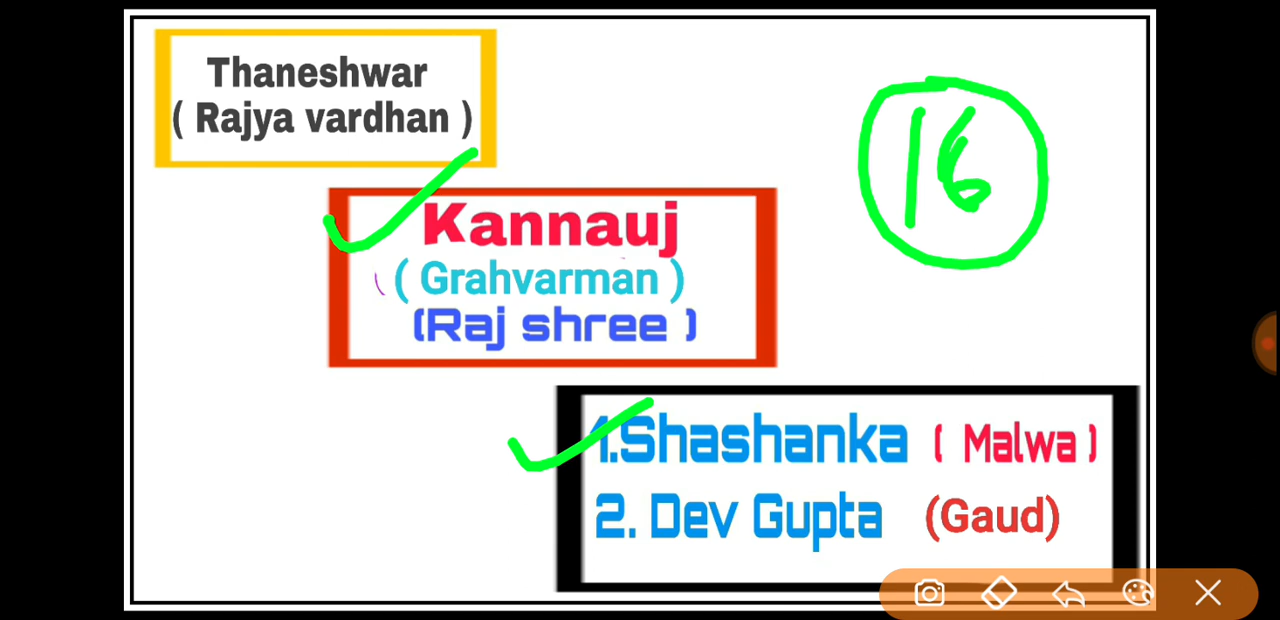 Thaneshwar
( Rajya vardhan )
16
Kannauj
( Grahvarman )
(Raj shree )
1.Shashanka ( Malwa )
2. Dev Gupta (Gaud)